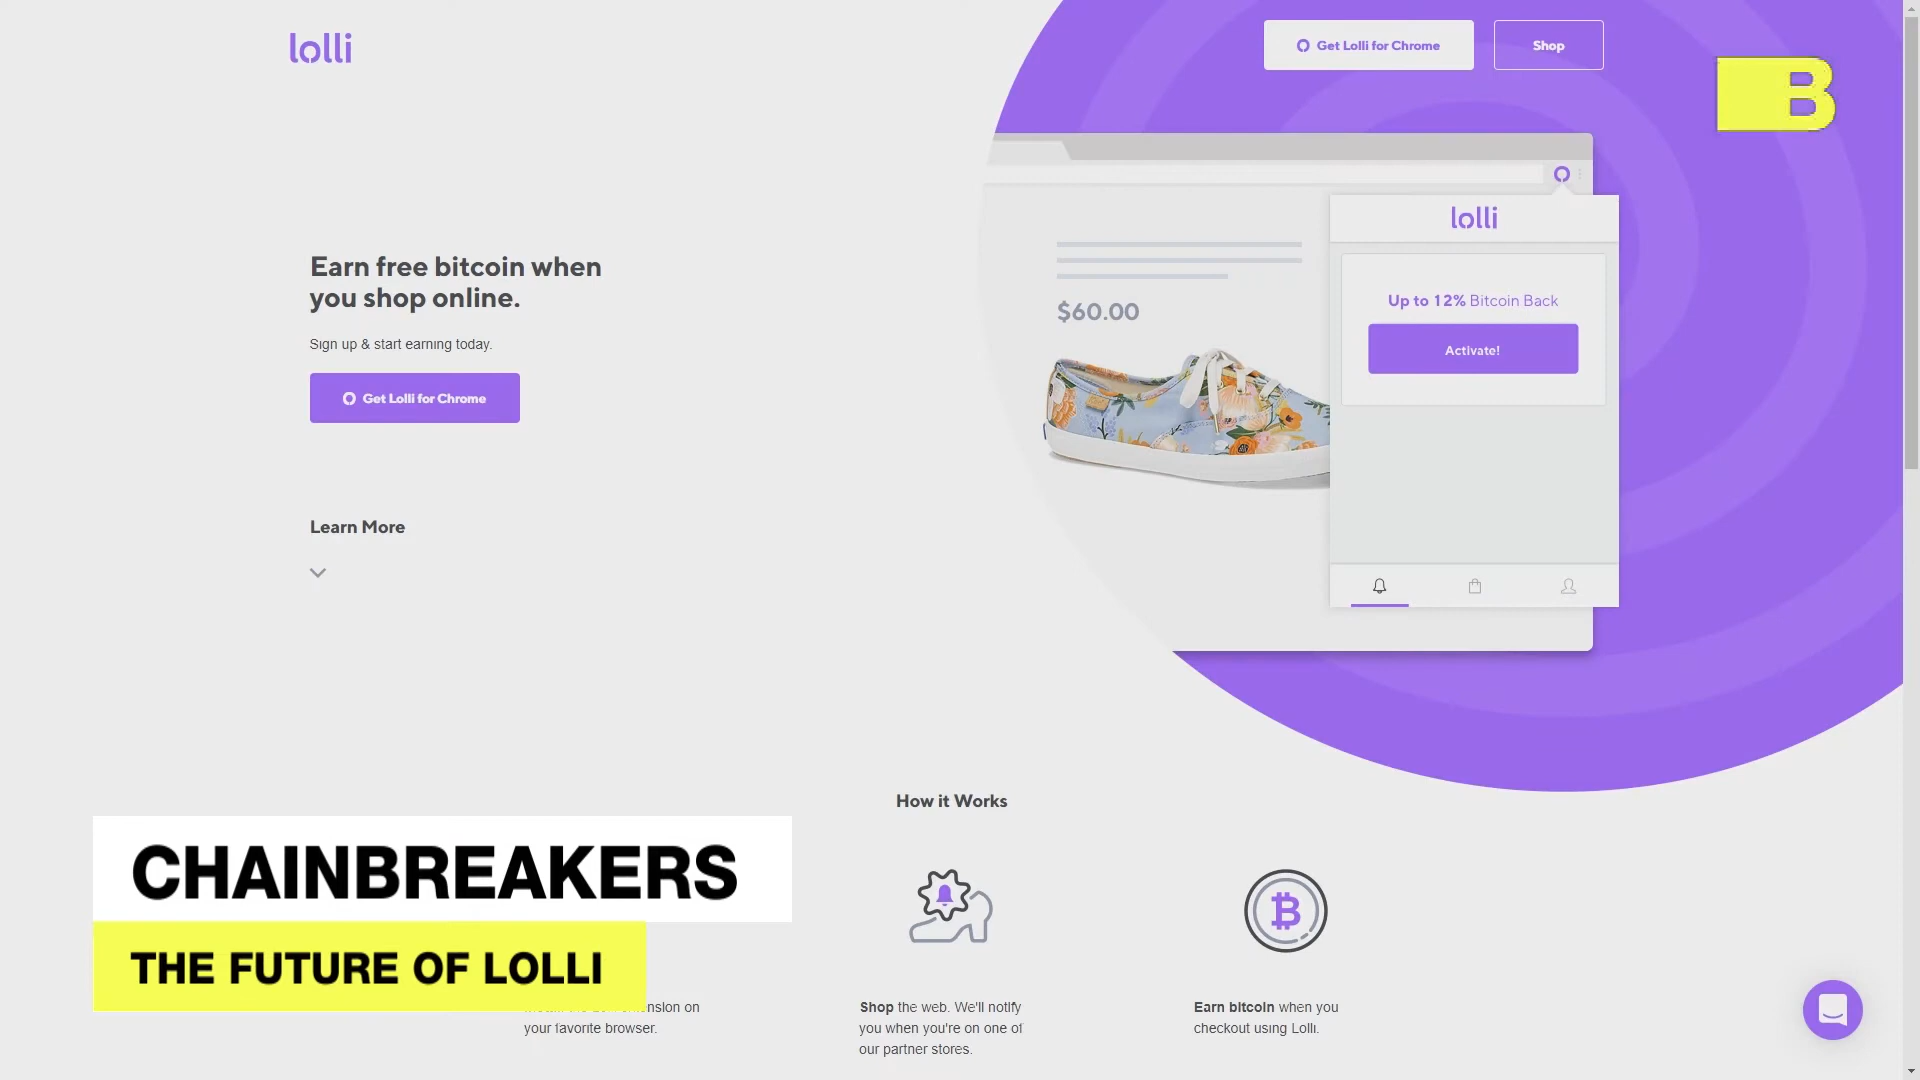 lolli
Get Lolli for Chrome
Shop
B
lolli
Earn free bitcoin when
you shop online.
$60.00
Up to 12% Bitcoin Back
Activate!
Sign up & start earning today.
Get Lolli for Chrome
Learn More
How it Works
CHAINBREAKERS
THE FUTURE OF LOLLI
on
your favorite browser.
Shop the web. We'll notify
you when you're on one of
our partner stores.
Earn bitcoin when you
checkout using Lolli.